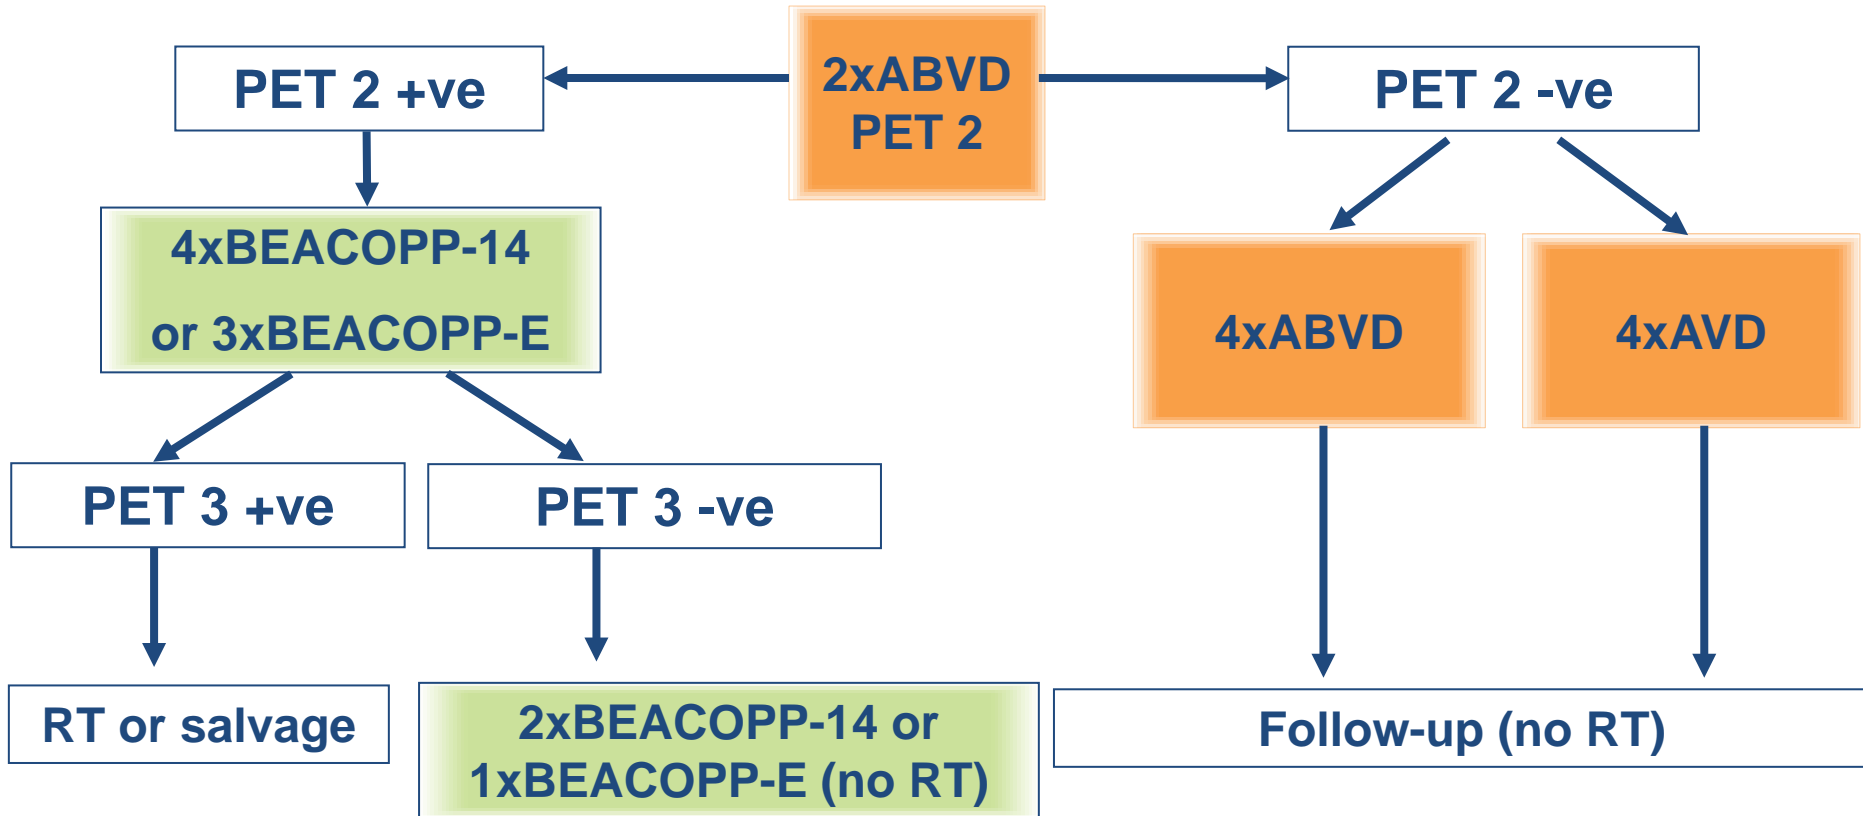 PET 2 +ve
2xABVD
PET 2
PET 2 -ve
4xBEACOPP-14
or 3xBEACOPP-E
4xABVD
4xAVD
PET 3 +ve
PET 3 -ve
RT or salvage
2xBEACOPP-14 or
1xBEACOPP-E (no RT)
Follow-up (no RT)